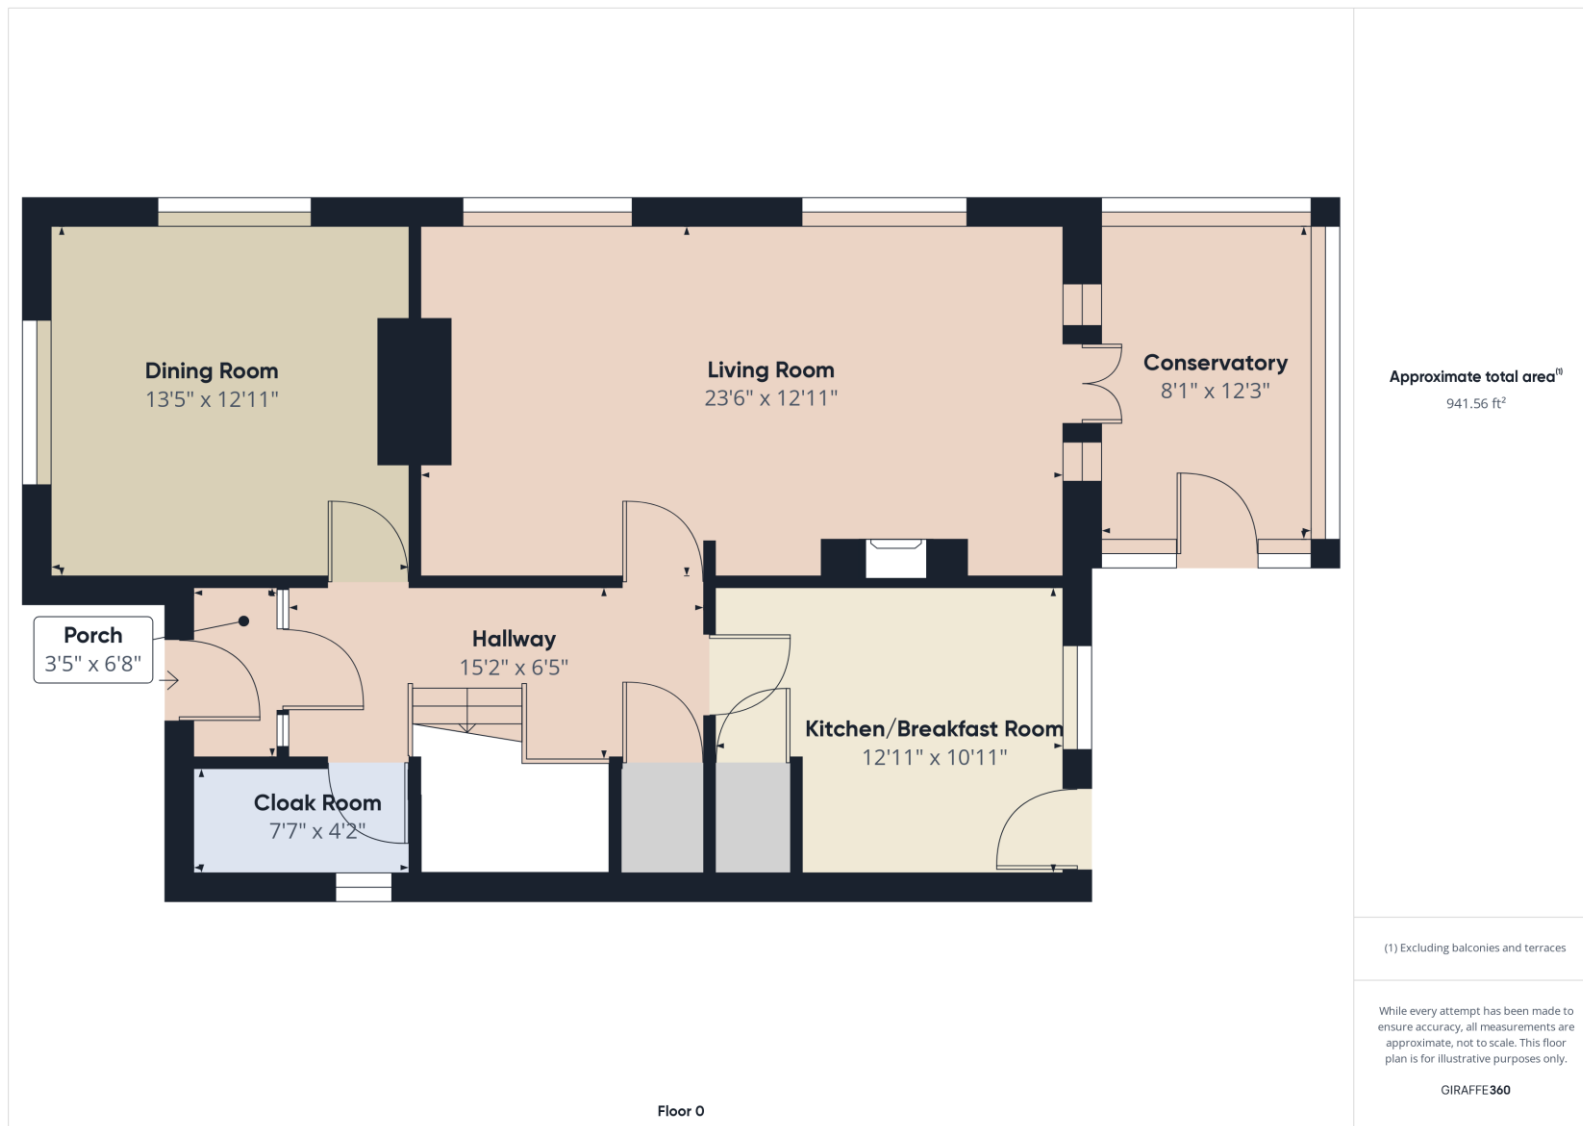 Dining Room
13'5" x 12'11"
Living Room
23'6" x 12'11"
Conservatory
8'1" x 12'3"
Porch
3'5" x 6'8"
Hallway
15'2" x 6'5"
Kitchen/Breakfast Room
12'11" x 10'11"
Cloak Room
7'7" x 4'2"
Floor 0
Approximate total area(1)
941.56 ft²
(1) Excluding balconies and terraces
While every attempt has been made to
ensure accuracy, all measurements are
approximate, not to scale. This floor
plan is for illustrative purposes only.
GIRAFFE360